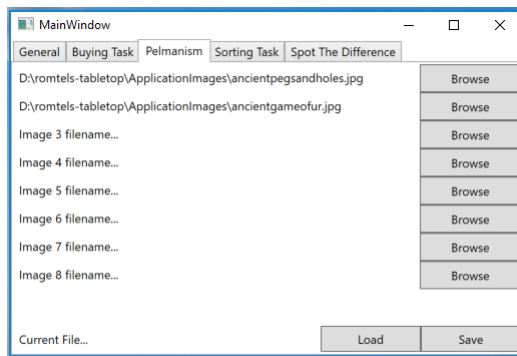 MainWindow
General Buying Task Pelmanism Sorting Task Spot The Difference
D:\romtels-tabletop\ApplicationImages\ancientpegsandholes.jpg Browse
D:\romtels-tabletop\ApplicationImages\ancientgameofur.jpg Browse
Image 3 filename... Browse
Image 4 filename... Browse
Image 5 filename... Browse
Image 6 filename... Browse
Image 7 filename... Browse
Image 8 filename... Browse
Current File... Load Save